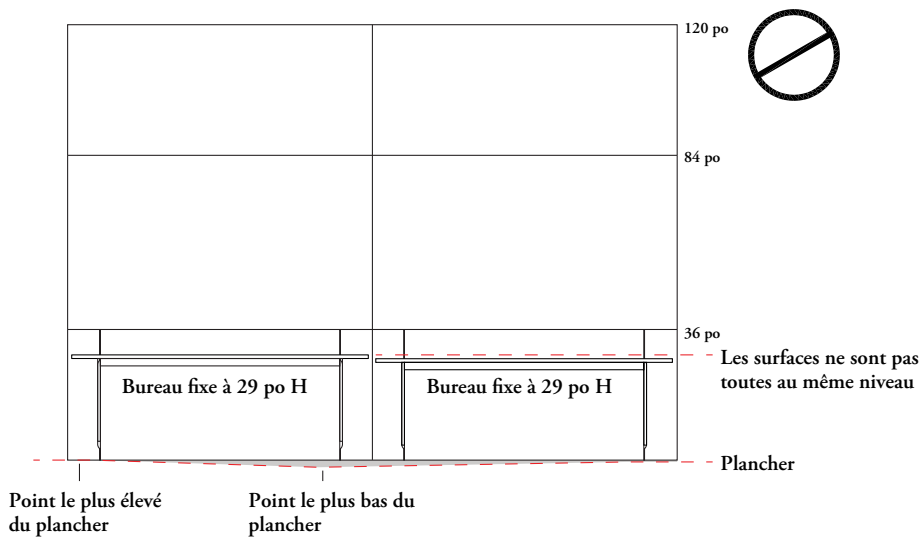 120 po
84 po
36 po
Les surfaces ne sont pas
toutes au même niveau
Bureau fixe à 29 po H
Bureau fixe à 29 po H
Plancher
Point le plus élevé
du plancher
Point le plus bas du
plancher